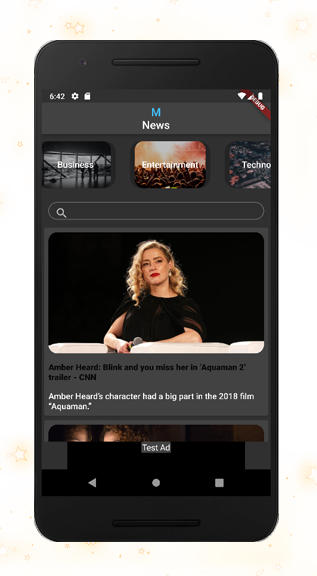 6:42
DEBUG
M
News
Business
Entertainment
Techno
Amber Heard: Blink and you miss her in 'Aquaman 2'
trailer - CNN
Amber Heard's character had a big part in the 2018 film
“Aquaman.”
Test Ad